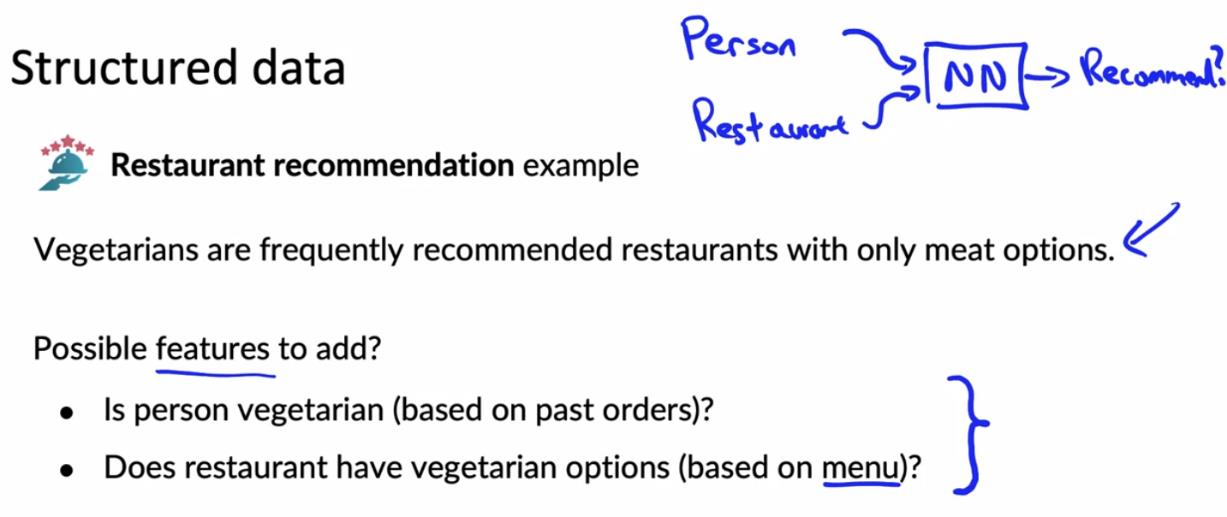 Structured data
Person
Restaurant
NN
Recommend?
Restaurant recommendation example
Vegetarians are frequently recommended restaurants with only meat options.
Possible features to add?
• Is person vegetarian (based on past orders)?
• Does restaurant have vegetarian options (based on menu)?